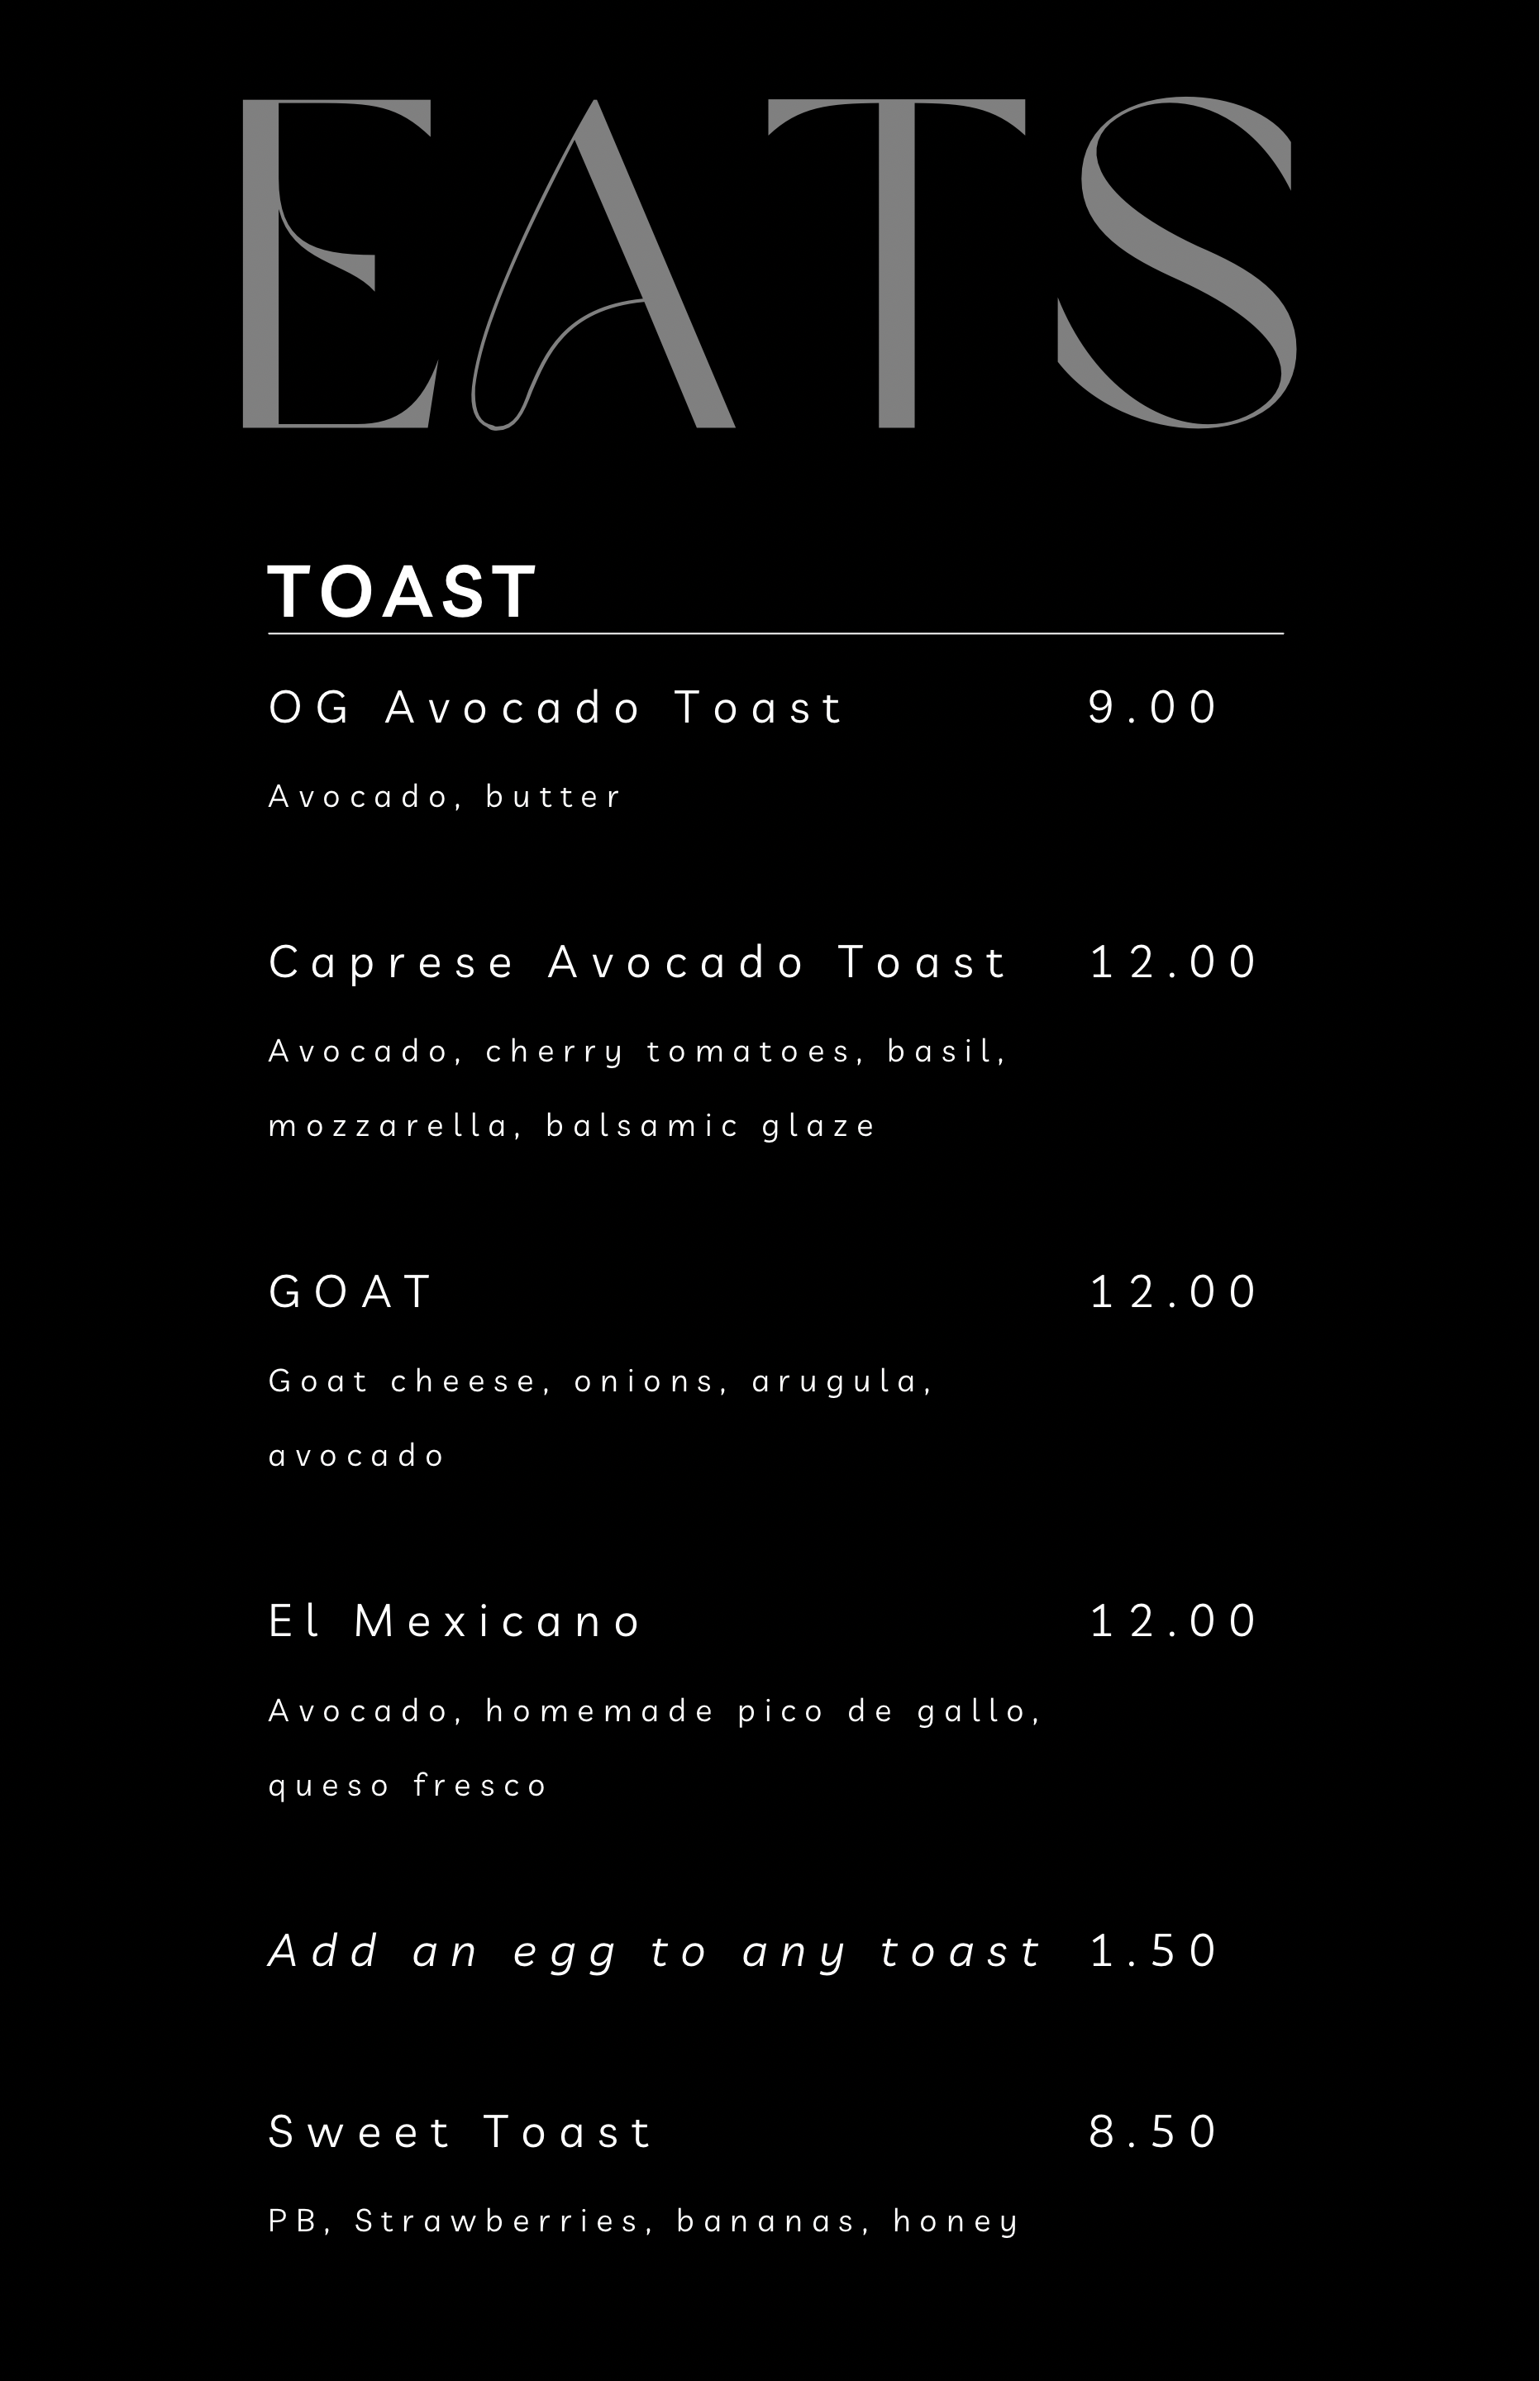 EATS
TOAST
OG Avocado Toast 9.00
Avocado, butter
Caprese Avocado Toast 12.00
Avocado, cherry tomatoes, basil,
mozzarella, balsamic glaze
GOAT 12.00
Goat cheese, onions, arugula,
avocado
El Mexicano 12.00
Avocado, homemade pico de gallo,
queso fresco
Add an egg to any toast 1.50
Sweet Toast 8.50
PB, Strawberries, bananas, honey